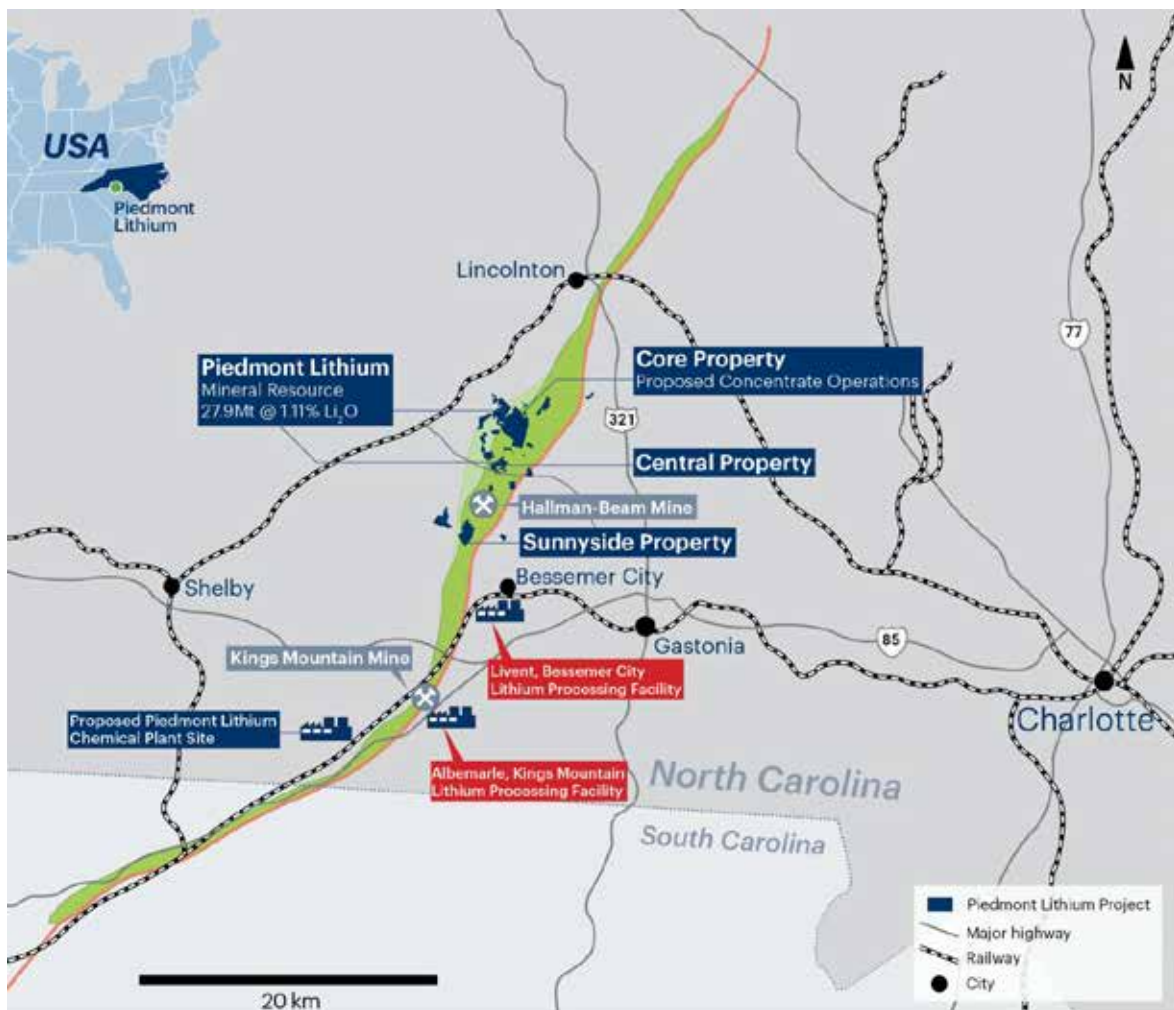 USA
Piedmont
Lithium
N
Lincolnton
77
Piedmont Lithium
Mineral Resource
27.9Mt @ 1.11% Li₂O
Core Property
Proposed Concentrate Operations
321
Central Property
Hallman-Beam Mine
Sunnyside Property
Shelby
Bessemer City
Gastonia
85
Kings Mountain Mine
Livent, Bessemer City
Lithium Processing Facility
Charlotte
Proposed Piedmont Lithium
Chemical Plant Site
Albemarle, Kings Mountain
Lithium Processing Facility
North Carolina
South Carolina
Piedmont Lithium Project
Major highway
Railway
City
20 km